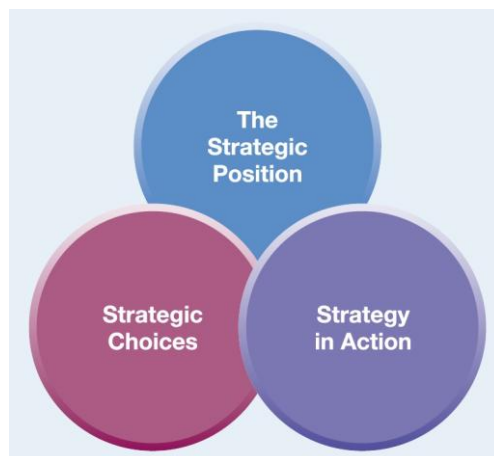 The
Strategic
Position
Strategic
Choices
Strategy
in Action